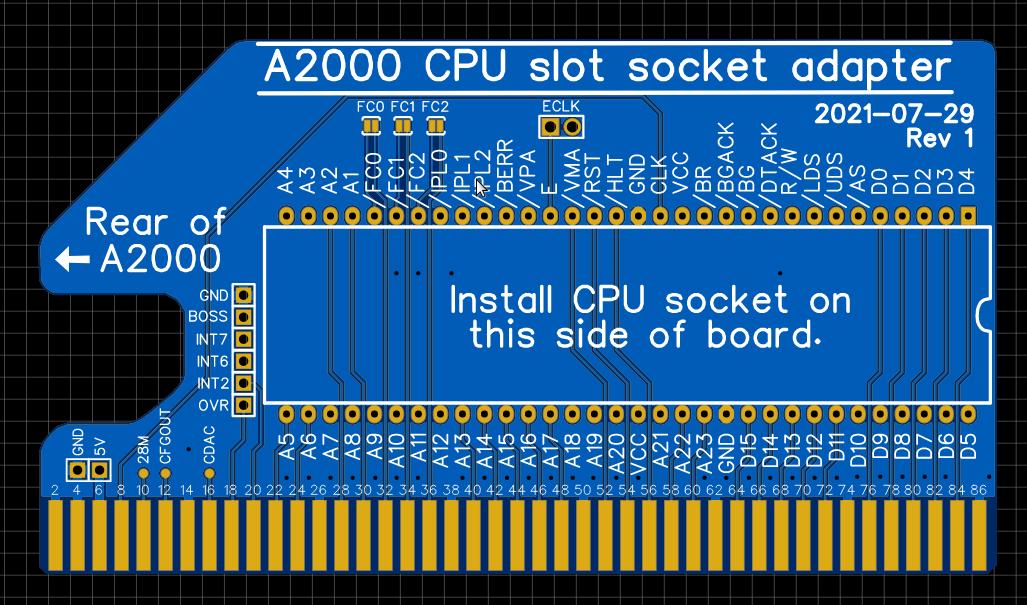 A2000 CPU slot socket adapter
2021-07-29
Rev 1
FC0 FC1 FC2
ECLK
A4 A3 A2 A1 /FC0 /FC1 /FC2 /IPL0 /IPL1 /IPL2 /BERR /VPA E /VMA /RST /HLT GND CLK VCC /BR /BGACK /BG /DTACK R/W /LDS /UDS /AS D0 D1 D2 D3 D4
Rear of
A2000
GND
BOSS
INT7
INT6
INT2
OVR
Install CPU socket on
this side of board.
A5 A6 A7 A8 A9 A10 A11 A12 A13 A14 A15 A16 A17 A18 A19 A20 VCC A21 A22 A23 GND D15 D14 D13 D12 D11 D10 D9 D8 D7 D6 D5
GND 5V 28M CFGOUT CDAC
2 4 6 8 10 12 14 16 18 20 22 24 26 28 30 32 34 36 38 40 42 44 46 48 50 52 54 56 58 60 62 64 66 68 70 72 74 76 78 80 82 84 86